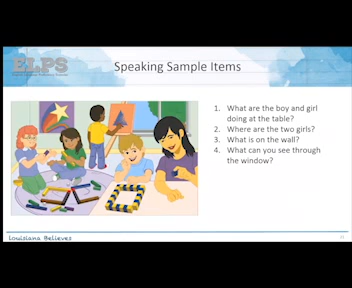 ELPS
Speaking Sample Items
1. What are the boy and girl
doing at the table?
2. Where are the two girls?
3. What is on the wall?
4. What can you see through
the window?
Louisiana Believes